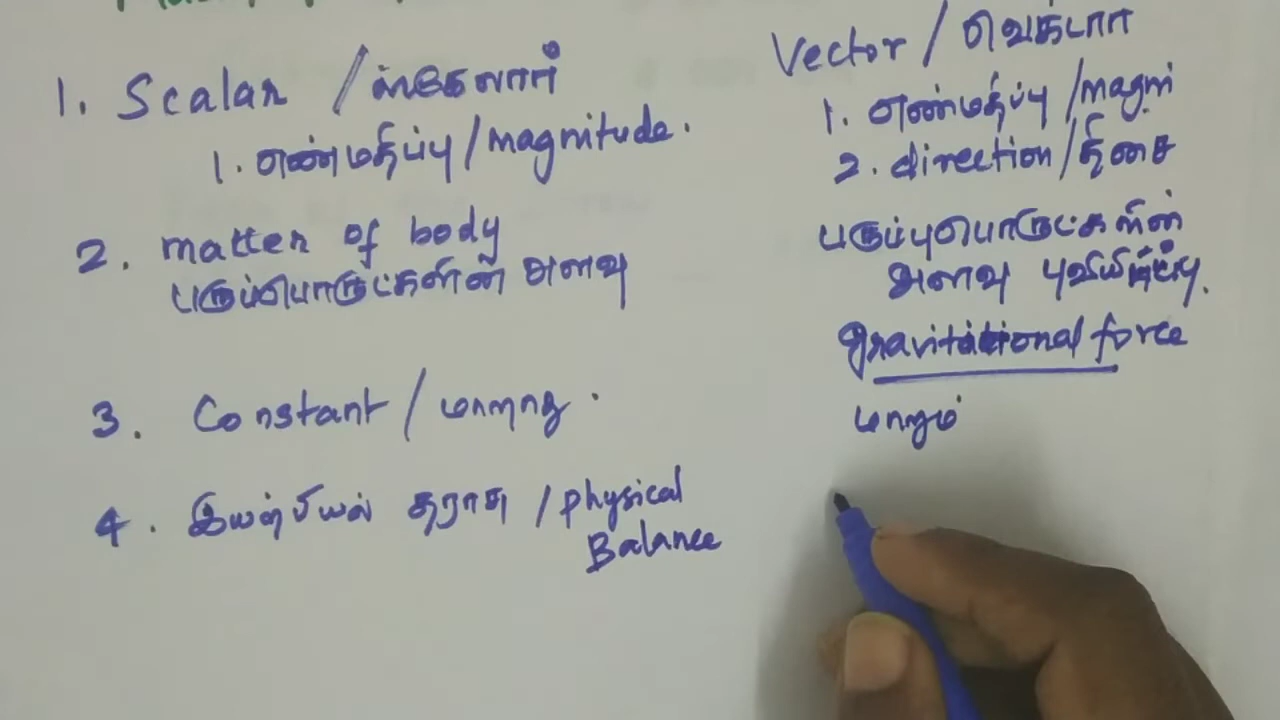 1. Scalar / ஸ்கேலார்
1. எண்மதிப்பு / magnitude.
2. matter of body
பருப்பொருட்களின் அளவு
3. Constant / மாறாது.
4. இயற்பியல் தராசு / Physical
Balance
Vector / வெக்டார
1. எண்மதிப்பு / magni
2. direction / திசை
பருப்புபொருட்களின்
அளவு புவியீர்ப்பு.
gravitational force
மாறும்